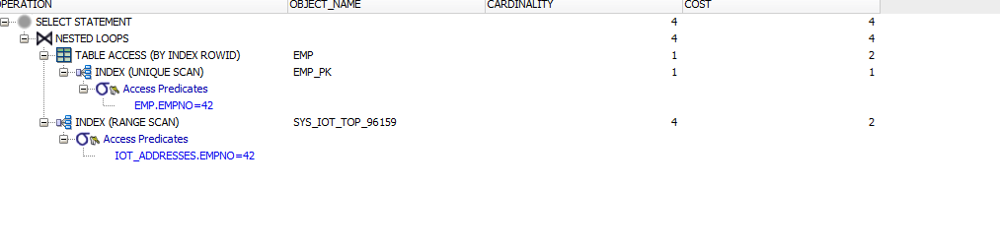 OPERATION OBJECT_NAME CARDINALITY COST
SELECT STATEMENT 4 4
NESTED LOOPS 4 4
TABLE ACCESS (BY INDEX ROWID) EMP 1 2
INDEX (UNIQUE SCAN) EMP_PK 1 1
Access Predicates
EMP.EMPNO=42
INDEX (RANGE SCAN) SYS_IOT_TOP_96159 4 2
Access Predicates
IOT_ADDRESSES.EMPNO=42